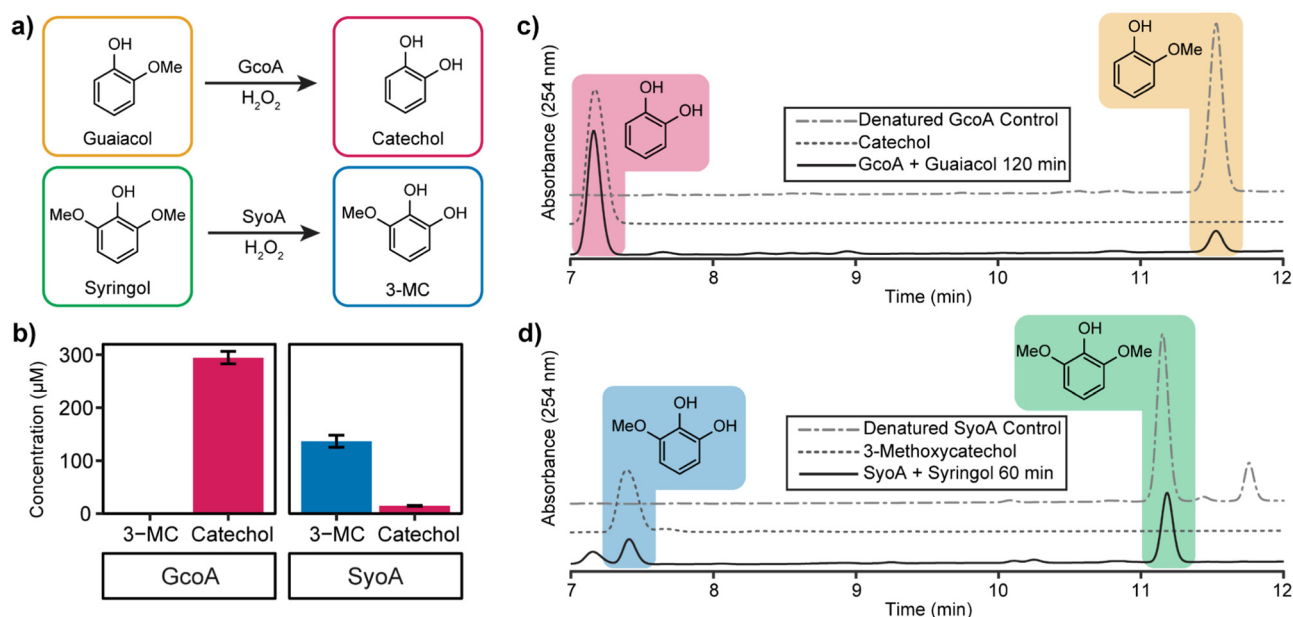 a)
OH
OMe
Guaiacol
GcoA
H₂O₂
OH
OH
Catechol
MeO
OH
OMe
Syringol
SyoA
H₂O₂
MeO
OH
OH
3-MC
b)
Concentration (µM)
300
200
100
0
3−MC
Catechol
3−MC
Catechol
GcoA
SyoA
c)
Absorbance (254 nm)
OH
OH
OH
OMe
Denatured GcoA Control
Catechol
GcoA + Guaiacol 120 min
7
8
9
10
11
12
Time (min)
d)
Absorbance (254 nm)
MeO
OH
OH
MeO
OH
OMe
Denatured SyoA Control
3-Methoxycatechol
SyoA + Syringol 60 min
7
8
9
10
11
12
Time (min)